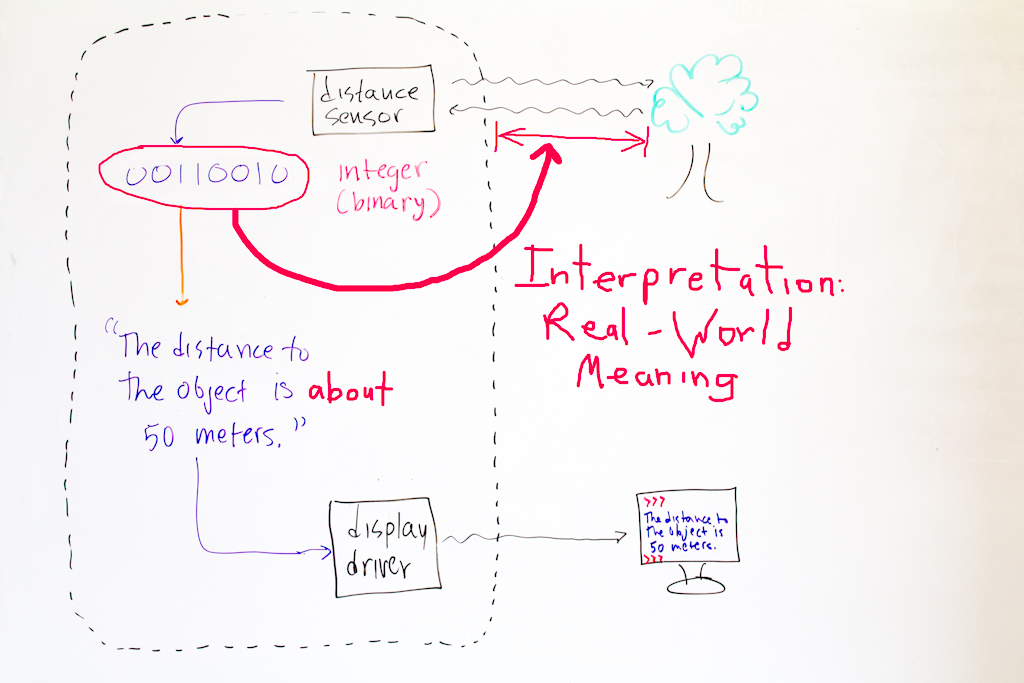 distance
sensor
00110010
integer
(binary)
Interpretation:
Real-World
Meaning
"The distance to
the object is about
50 meters."
display
driver
>>>
The distance to
the object is
50 meters.
>>>